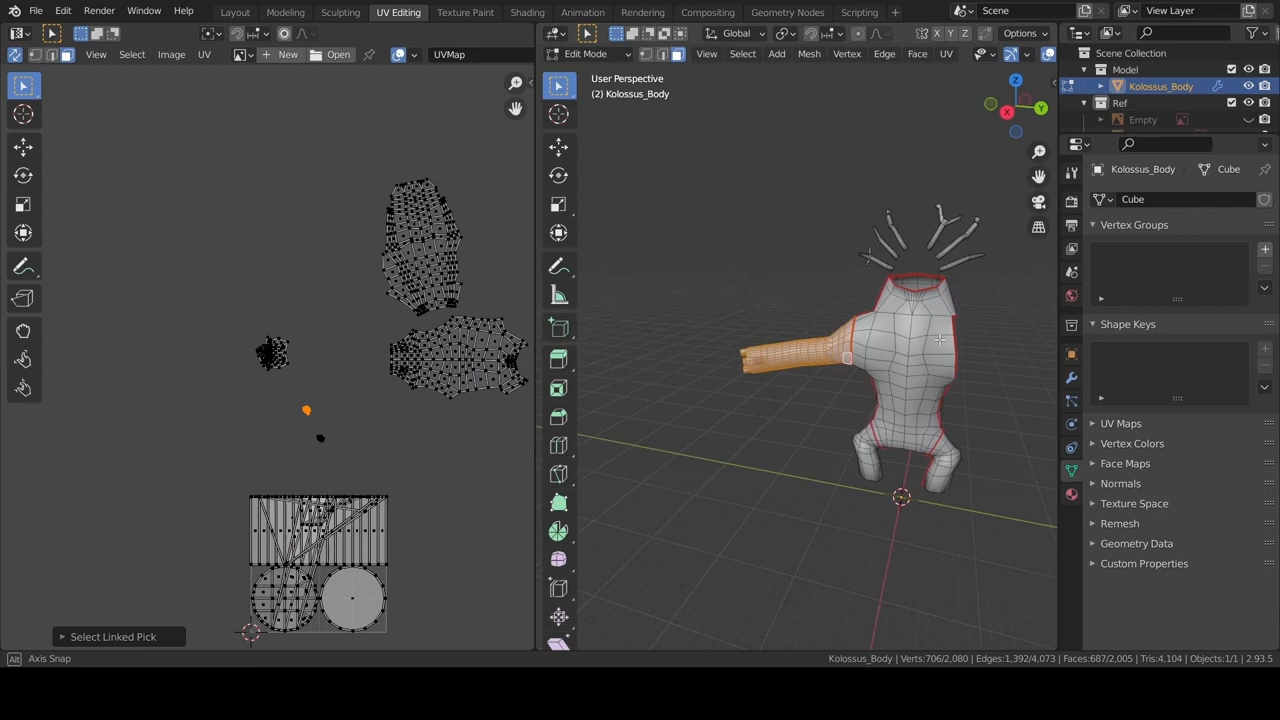 File Edit Render Window Help Layout Modeling Sculpting UV Editing Texture Paint Shading Animation Rendering Compositing Geometry Nodes Scripting + Scene View Layer
View Select Image UV New Open UVMap
Global X Y Z Options
Edit Mode View Select Add Mesh Vertex Edge Face UV
User Perspective
(2) Kolossus_Body
Z
Y
X
Scene Collection
Model
Kolossus_Body
Ref
Empty
Kolossus_Body Cube
Cube
Vertex Groups
Shape Keys
UV Maps
Vertex Colors
Face Maps
Normals
Texture Space
Remesh
Geometry Data
Custom Properties
Select Linked Pick
Alt Axis Snap
Kolossus_Body | Verts:706/2,080 | Edges:1,392/4,073 | Faces:687/2,005 | Tris:4,104 | Objects:1/1 | 2.93.5